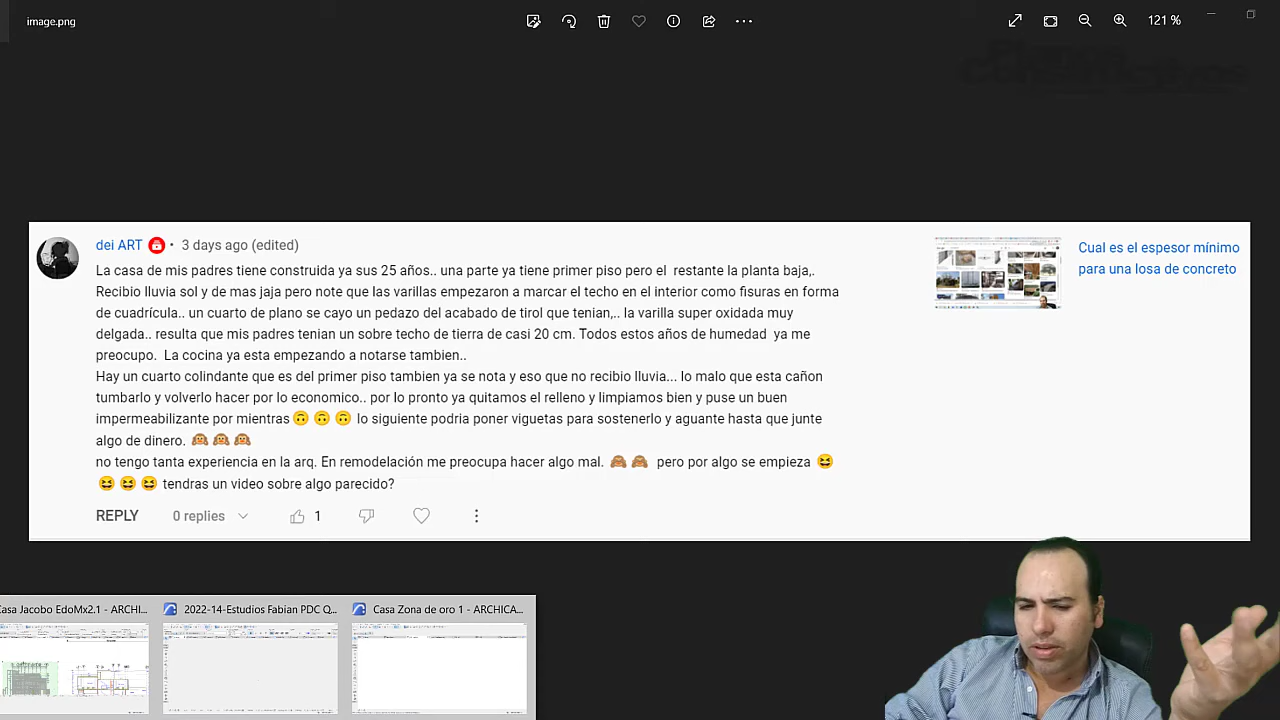 image.png
121 %
dei ART • 3 days ago (edited)
La casa de mis padres tiene construida ya sus 25 años.. una parte ya tiene primer piso pero el restante la planta baja,.
Recibio lluvia sol y de mas jaja lo note que las varillas empezaron a marcar el techo en el interior como fisuras en forma
de cuadrícula.. un cuarto de plano se cayo un pedazo del acabado de tirol que tenían,.. la varilla super oxidada muy
delgada.. resulta que mis padres tenian un sobre techo de tierra de casi 20 cm. Todos estos años de humedad ya me
preocupo. La cocina ya esta empezando a notarse tambien..
Hay un cuarto colindante que es del primer piso tambien ya se nota y eso que no recibio lluvia... lo malo que esta cañon
tumbarlo y volverlo hacer por lo economico.. por lo pronto ya quitamos el relleno y limpiamos bien y puse un buen
impermeabilizante por mientras🙃 🙃 🙃 lo siguiente podria poner viguetas para sostenerlo y aguante hasta que junte
algo de dinero. 🙈 🙈 🙈
no tengo tanta experiencia en la arq. En remodelación me preocupa hacer algo mal. 🙈 🙈 pero por algo se empieza 😆
😆 😆 😆 tendras un video sobre algo parecido?
REPLY 0 replies 1
Cual es el espesor mínimo
para una losa de concreto
Casa Jacobo EdoMx2.1 - ARCHI...
2022-14-Estudios Fabian PDC Q...
Casa Zona de oro 1 - ARCHICA...